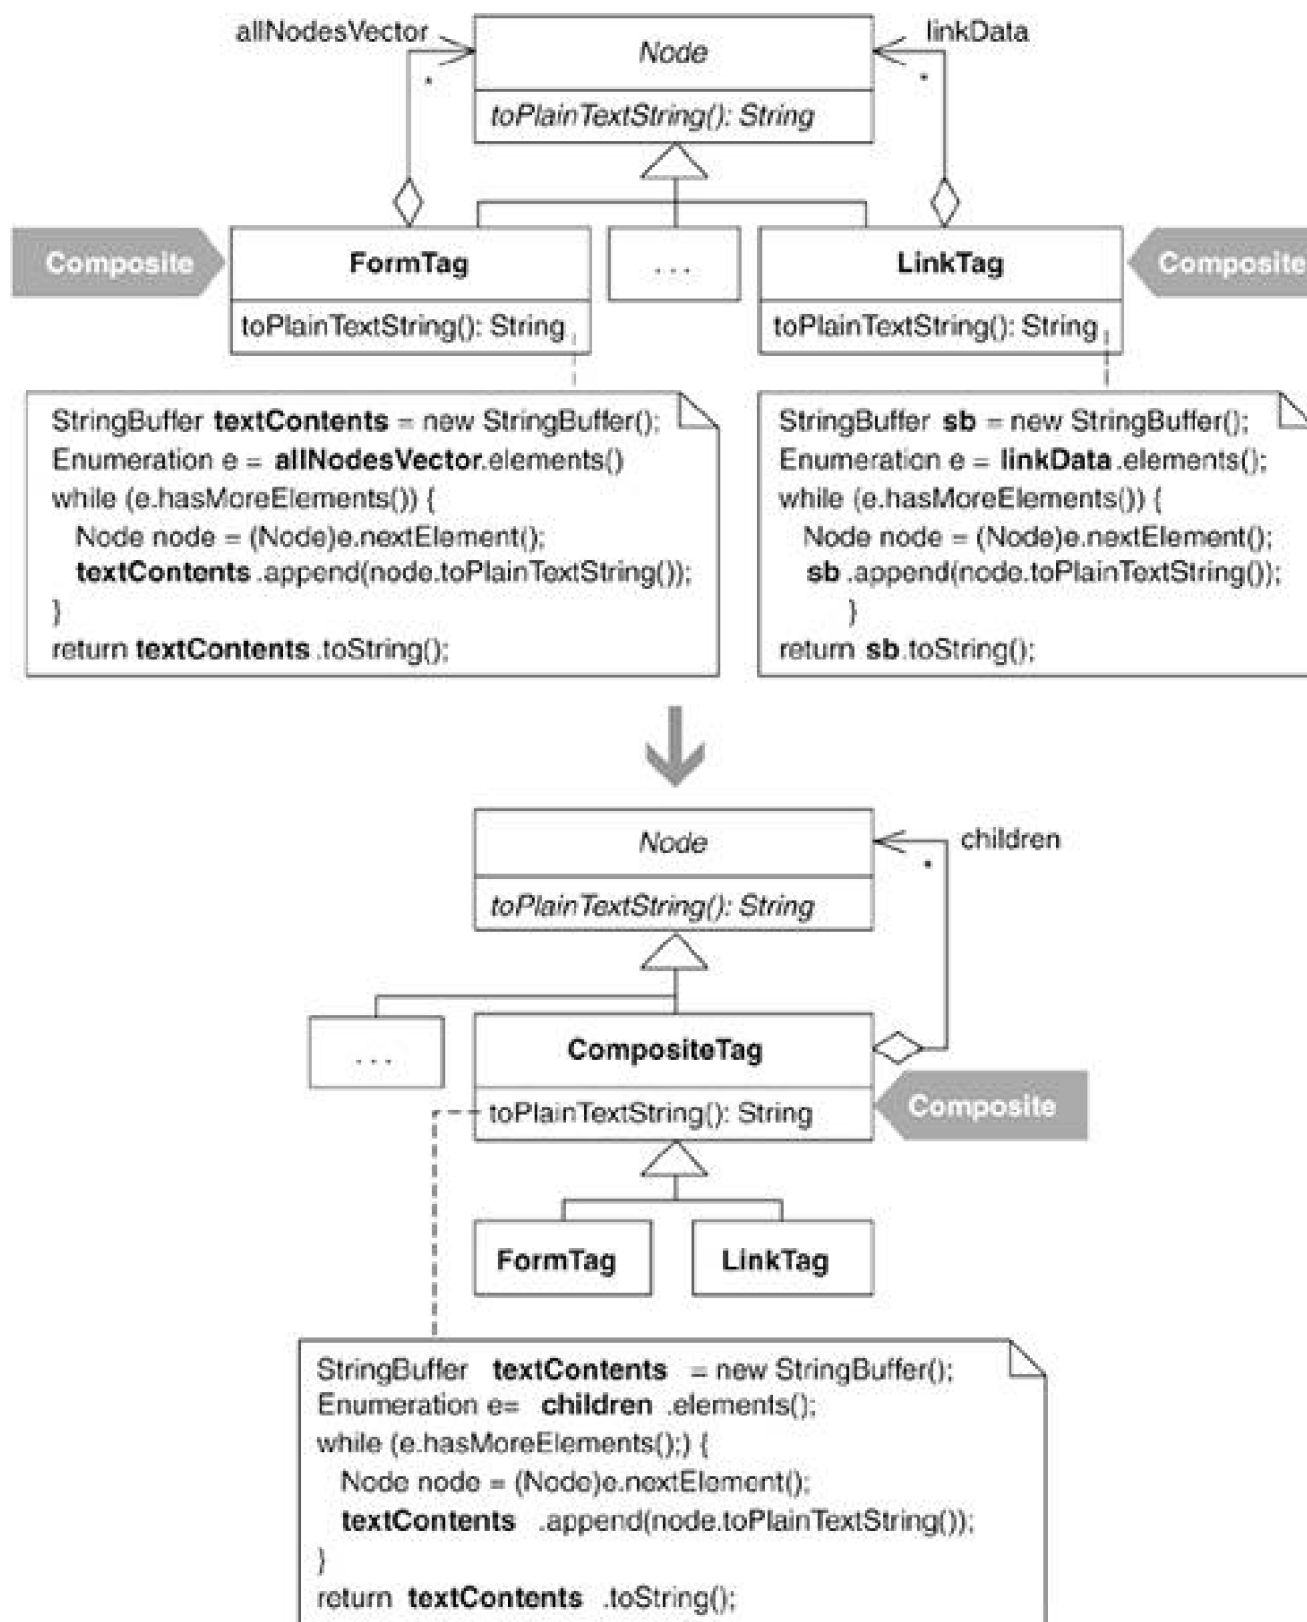 allNodesVector
*
Node
linkData
*
toPlainTextString(): String
Composite
FormTag
. . .
LinkTag
Composite
toPlainTextString(): String
toPlainTextString(): String
StringBuffer textContents = new StringBuffer();
Enumeration e = allNodesVector.elements()
while (e.hasMoreElements()) {
Node node = (Node)e.nextElement();
textContents .append(node.toPlainTextString());
}
return textContents .toString();
StringBuffer sb = new StringBuffer();
Enumeration e = linkData .elements();
while (e.hasMoreElements()) {
Node node = (Node)e.nextElement();
sb .append(node.toPlainTextString());
}
return sb.toString();
Node
children
*
toPlainTextString(): String
. . .
CompositeTag
toPlainTextString(): String
Composite
FormTag
LinkTag
StringBuffer textContents = new StringBuffer();
Enumeration e= children .elements();
while (e.hasMoreElements();) {
Node node = (Node)e.nextElement();
textContents .append(node.toPlainTextString());
}
return textContents .toString();